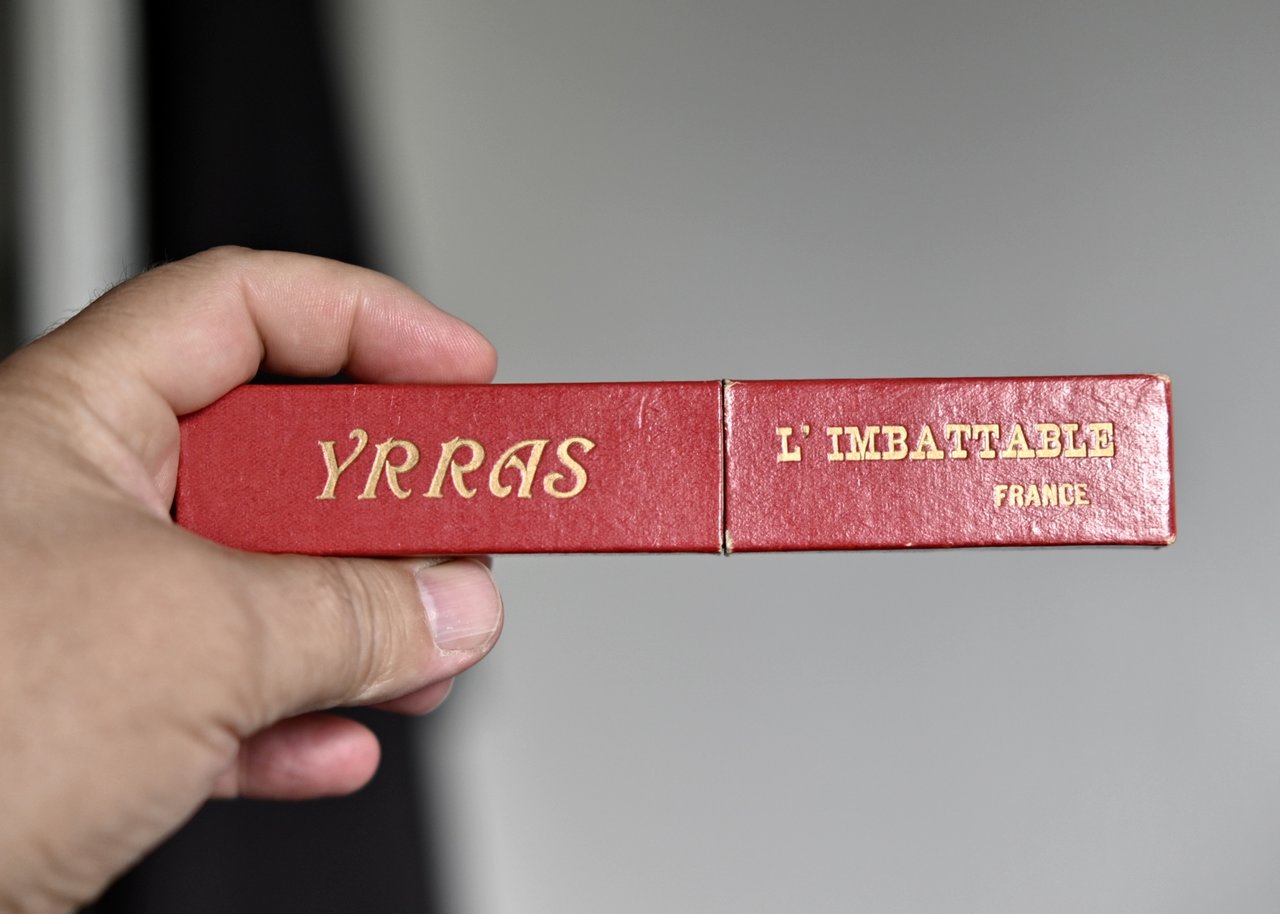 YRRAS
L' IMBATTABLE
FRANCE